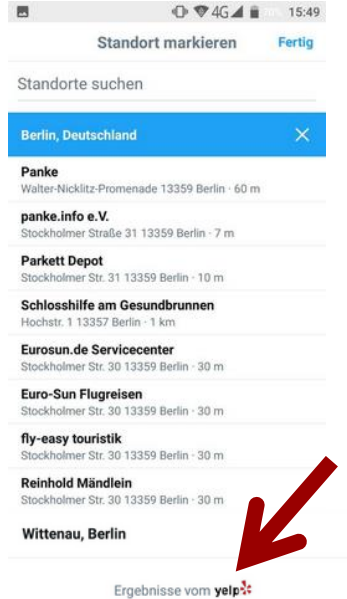 4G 15:49
Standort markieren Fertig
Standorte suchen
Berlin, Deutschland
Panke
Walter-Nicklitz-Promenade 13359 Berlin · 60 m
panke.info e.V.
Stockholmer Straße 31 13359 Berlin · 7 m
Parkett Depot
Stockholmer Str. 31 13359 Berlin · 10 m
Schlosshilfe am Gesundbrunnen
Hochstr. 1 13357 Berlin · 1 km
Eurosun.de Servicecenter
Stockholmer Str. 30 13359 Berlin · 30 m
Euro-Sun Flugreisen
Stockholmer Str. 30 13359 Berlin · 30 m
fly-easy touristik
Stockholmer Str. 30 13359 Berlin · 30 m
Reinhold Mändlein
Stockholmer Str. 30 13359 Berlin · 30 m
Wittenau, Berlin
Ergebnisse vom yelp